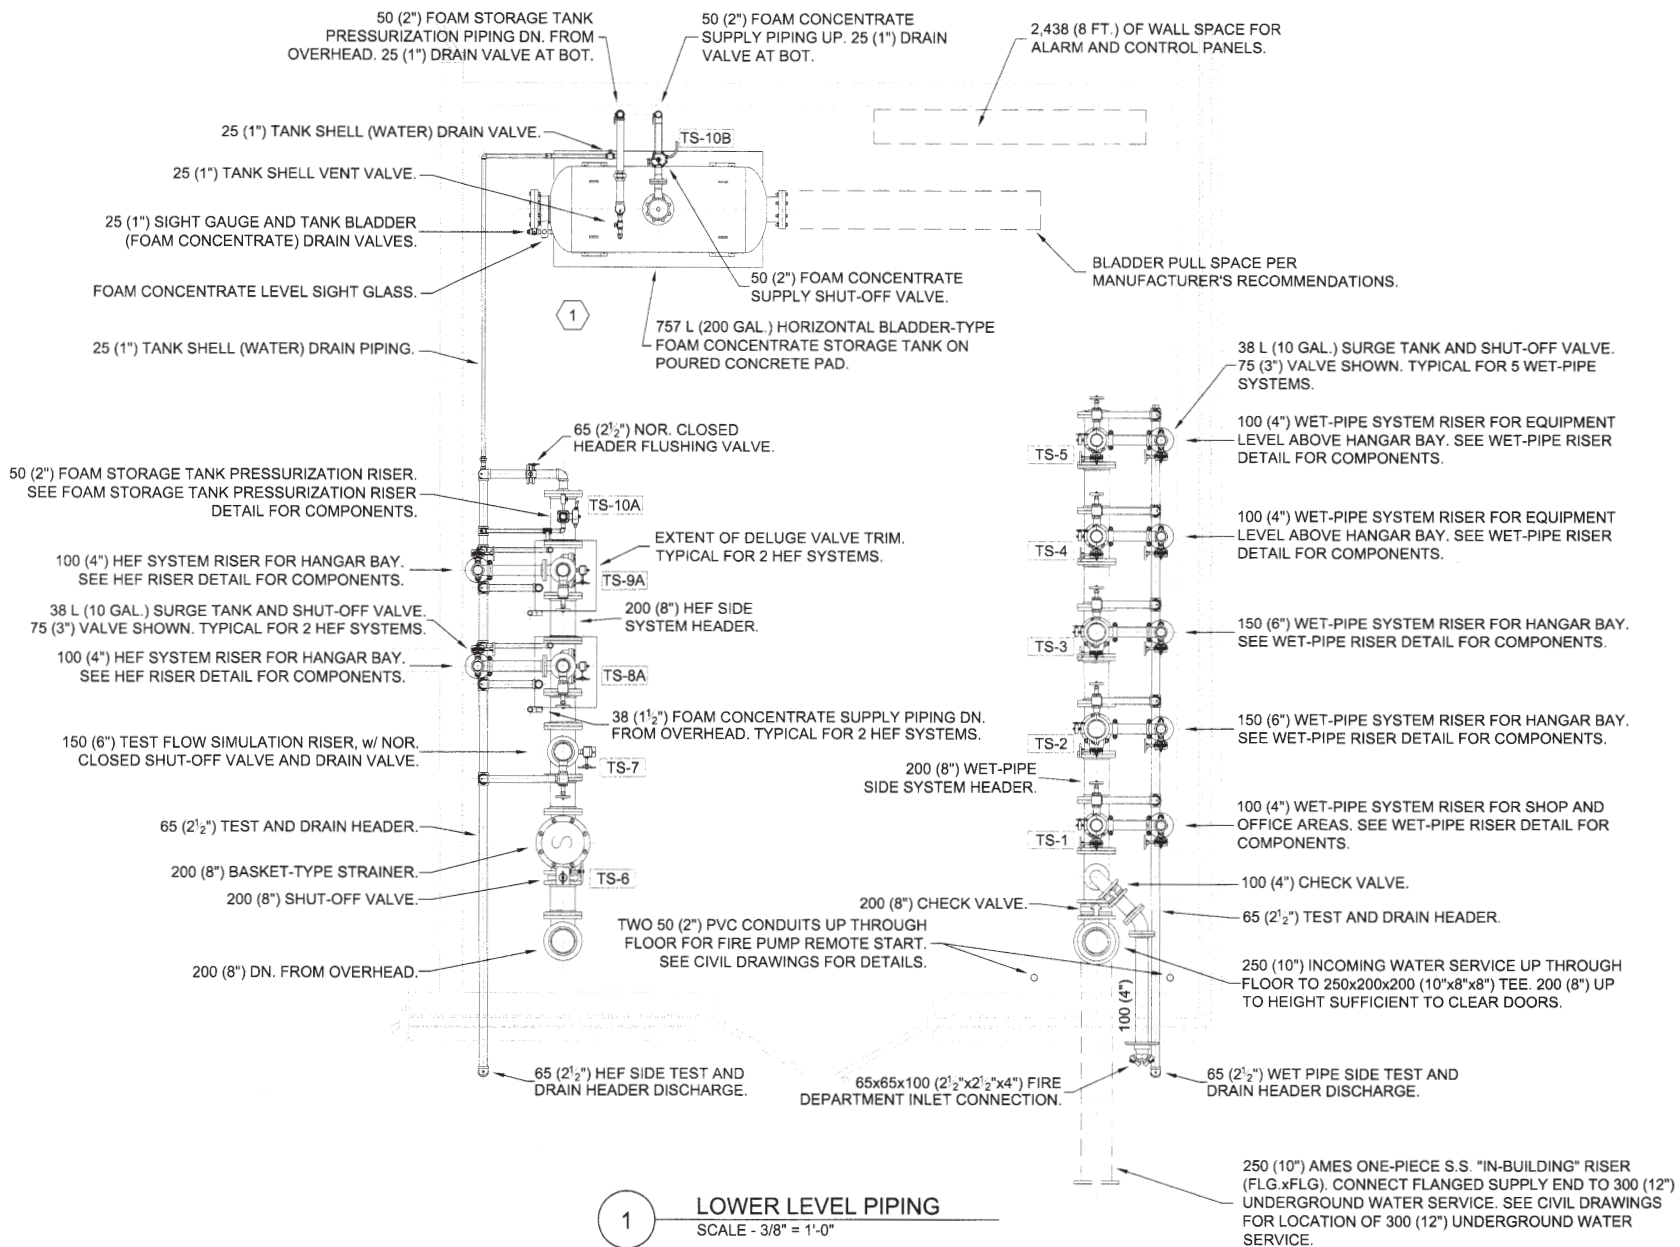 50 (2") FOAM STORAGE TANK
PRESSURIZATION PIPING DN. FROM
OVERHEAD. 25 (1") DRAIN VALVE AT BOT.
50 (2") FOAM CONCENTRATE
SUPPLY PIPING UP. 25 (1") DRAIN
VALVE AT BOT.
2,438 (8 FT.) OF WALL SPACE FOR
ALARM AND CONTROL PANELS.
25 (1") TANK SHELL (WATER) DRAIN VALVE.
TS-10B
25 (1") TANK SHELL VENT VALVE.
25 (1") SIGHT GAUGE AND TANK BLADDER
(FOAM CONCENTRATE) DRAIN VALVES.
FOAM CONCENTRATE LEVEL SIGHT GLASS.
50 (2") FOAM CONCENTRATE
SUPPLY SHUT-OFF VALVE.
BLADDER PULL SPACE PER
MANUFACTURER'S RECOMMENDATIONS.
1
757 L (200 GAL.) HORIZONTAL BLADDER-TYPE
FOAM CONCENTRATE STORAGE TANK ON
POURED CONCRETE PAD.
25 (1") TANK SHELL (WATER) DRAIN PIPING.
38 L (10 GAL.) SURGE TANK AND SHUT-OFF VALVE.
75 (3") VALVE SHOWN. TYPICAL FOR 5 WET-PIPE
SYSTEMS.
65 (2½") NOR. CLOSED
HEADER FLUSHING VALVE.
100 (4") WET-PIPE SYSTEM RISER FOR EQUIPMENT
LEVEL ABOVE HANGAR BAY. SEE WET-PIPE RISER
DETAIL FOR COMPONENTS.
TS-5
50 (2") FOAM STORAGE TANK PRESSURIZATION RISER.
SEE FOAM STORAGE TANK PRESSURIZATION RISER
DETAIL FOR COMPONENTS.
TS-10A
100 (4") WET-PIPE SYSTEM RISER FOR EQUIPMENT
LEVEL ABOVE HANGAR BAY. SEE WET-PIPE RISER
DETAIL FOR COMPONENTS.
TS-4
EXTENT OF DELUGE VALVE TRIM.
TYPICAL FOR 2 HEF SYSTEMS.
100 (4") HEF SYSTEM RISER FOR HANGAR BAY.
SEE HEF RISER DETAIL FOR COMPONENTS.
TS-9A
38 L (10 GAL.) SURGE TANK AND SHUT-OFF VALVE.
75 (3") VALVE SHOWN. TYPICAL FOR 2 HEF SYSTEMS.
200 (8") HEF SIDE
SYSTEM HEADER.
150 (6") WET-PIPE SYSTEM RISER FOR HANGAR BAY.
SEE WET-PIPE RISER DETAIL FOR COMPONENTS.
TS-3
100 (4") HEF SYSTEM RISER FOR HANGAR BAY.
SEE HEF RISER DETAIL FOR COMPONENTS.
TS-8A
38 (1½") FOAM CONCENTRATE SUPPLY PIPING DN.
FROM OVERHEAD. TYPICAL FOR 2 HEF SYSTEMS.
150 (6") WET-PIPE SYSTEM RISER FOR HANGAR BAY.
SEE WET-PIPE RISER DETAIL FOR COMPONENTS.
TS-2
150 (6") TEST FLOW SIMULATION RISER, w/ NOR.
CLOSED SHUT-OFF VALVE AND DRAIN VALVE.
TS-7
200 (8") WET-PIPE
SIDE SYSTEM HEADER.
65 (2½") TEST AND DRAIN HEADER.
S
100 (4") WET-PIPE SYSTEM RISER FOR SHOP AND
OFFICE AREAS. SEE WET-PIPE RISER DETAIL FOR
COMPONENTS.
TS-1
200 (8") BASKET-TYPE STRAINER.
TS-6
200 (8") SHUT-OFF VALVE.
100 (4") CHECK VALVE.
200 (8") CHECK VALVE.
65 (2½") TEST AND DRAIN HEADER.
TWO 50 (2") PVC CONDUITS UP THROUGH
FLOOR FOR FIRE PUMP REMOTE START.
SEE CIVIL DRAWINGS FOR DETAILS.
200 (8") DN. FROM OVERHEAD.
250 (10") INCOMING WATER SERVICE UP THROUGH
FLOOR TO 250x200x200 (10"x8"x8") TEE. 200 (8") UP
TO HEIGHT SUFFICIENT TO CLEAR DOORS.
100 (4")
65 (2½") HEF SIDE TEST AND
DRAIN HEADER DISCHARGE.
65x65x100 (2½"x2½"x4") FIRE
DEPARTMENT INLET CONNECTION.
65 (2½") WET PIPE SIDE TEST AND
DRAIN HEADER DISCHARGE.
250 (10") AMES ONE-PIECE S.S. "IN-BUILDING" RISER
(FLG.xFLG). CONNECT FLANGED SUPPLY END TO 300 (12")
UNDERGROUND WATER SERVICE. SEE CIVIL DRAWINGS
FOR LOCATION OF 300 (12") UNDERGROUND WATER
SERVICE.
1
LOWER LEVEL PIPING
SCALE - 3/8" = 1'-0"